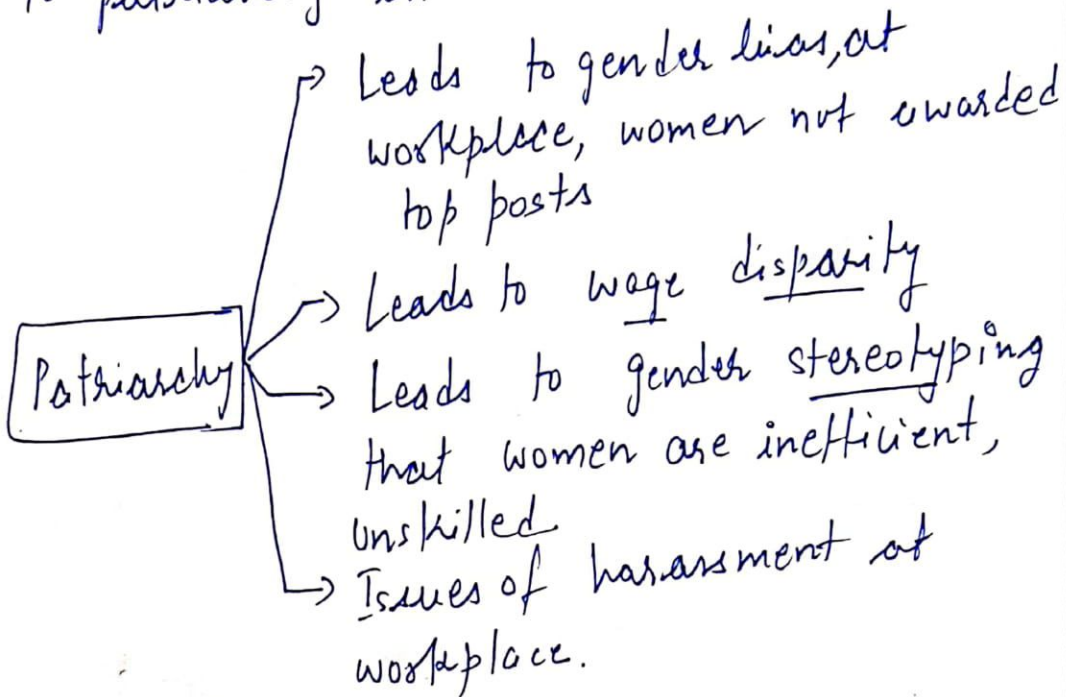 Leads to gender bias, at
workplace, women not awarded
top posts
Leads to wage disparity
Patriarchy
Leads to gender stereotyping
that women are inefficient,
unskilled
Issues of harassment at
workplace.